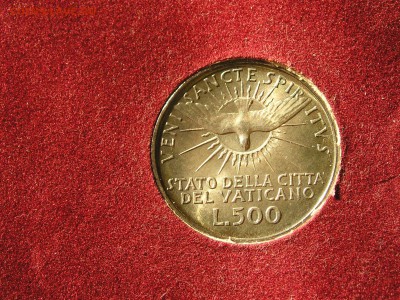 VENI SANCTE SPIRITVS
STATO DELLA CITTA'
DEL VATICANO
L.500